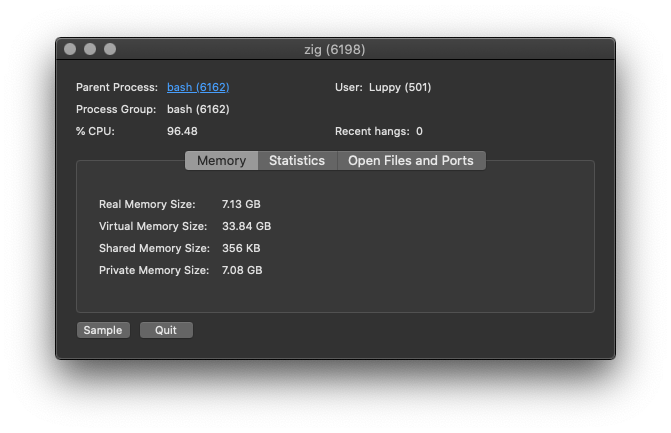 zig (6198)
Parent Process: bash (6162) User: Luppy (501)
Process Group: bash (6162)
% CPU: 96.48 Recent hangs: 0
Memory Statistics Open Files and Ports
Real Memory Size: 7.13 GB
Virtual Memory Size: 33.84 GB
Shared Memory Size: 356 KB
Private Memory Size: 7.08 GB
Sample Quit